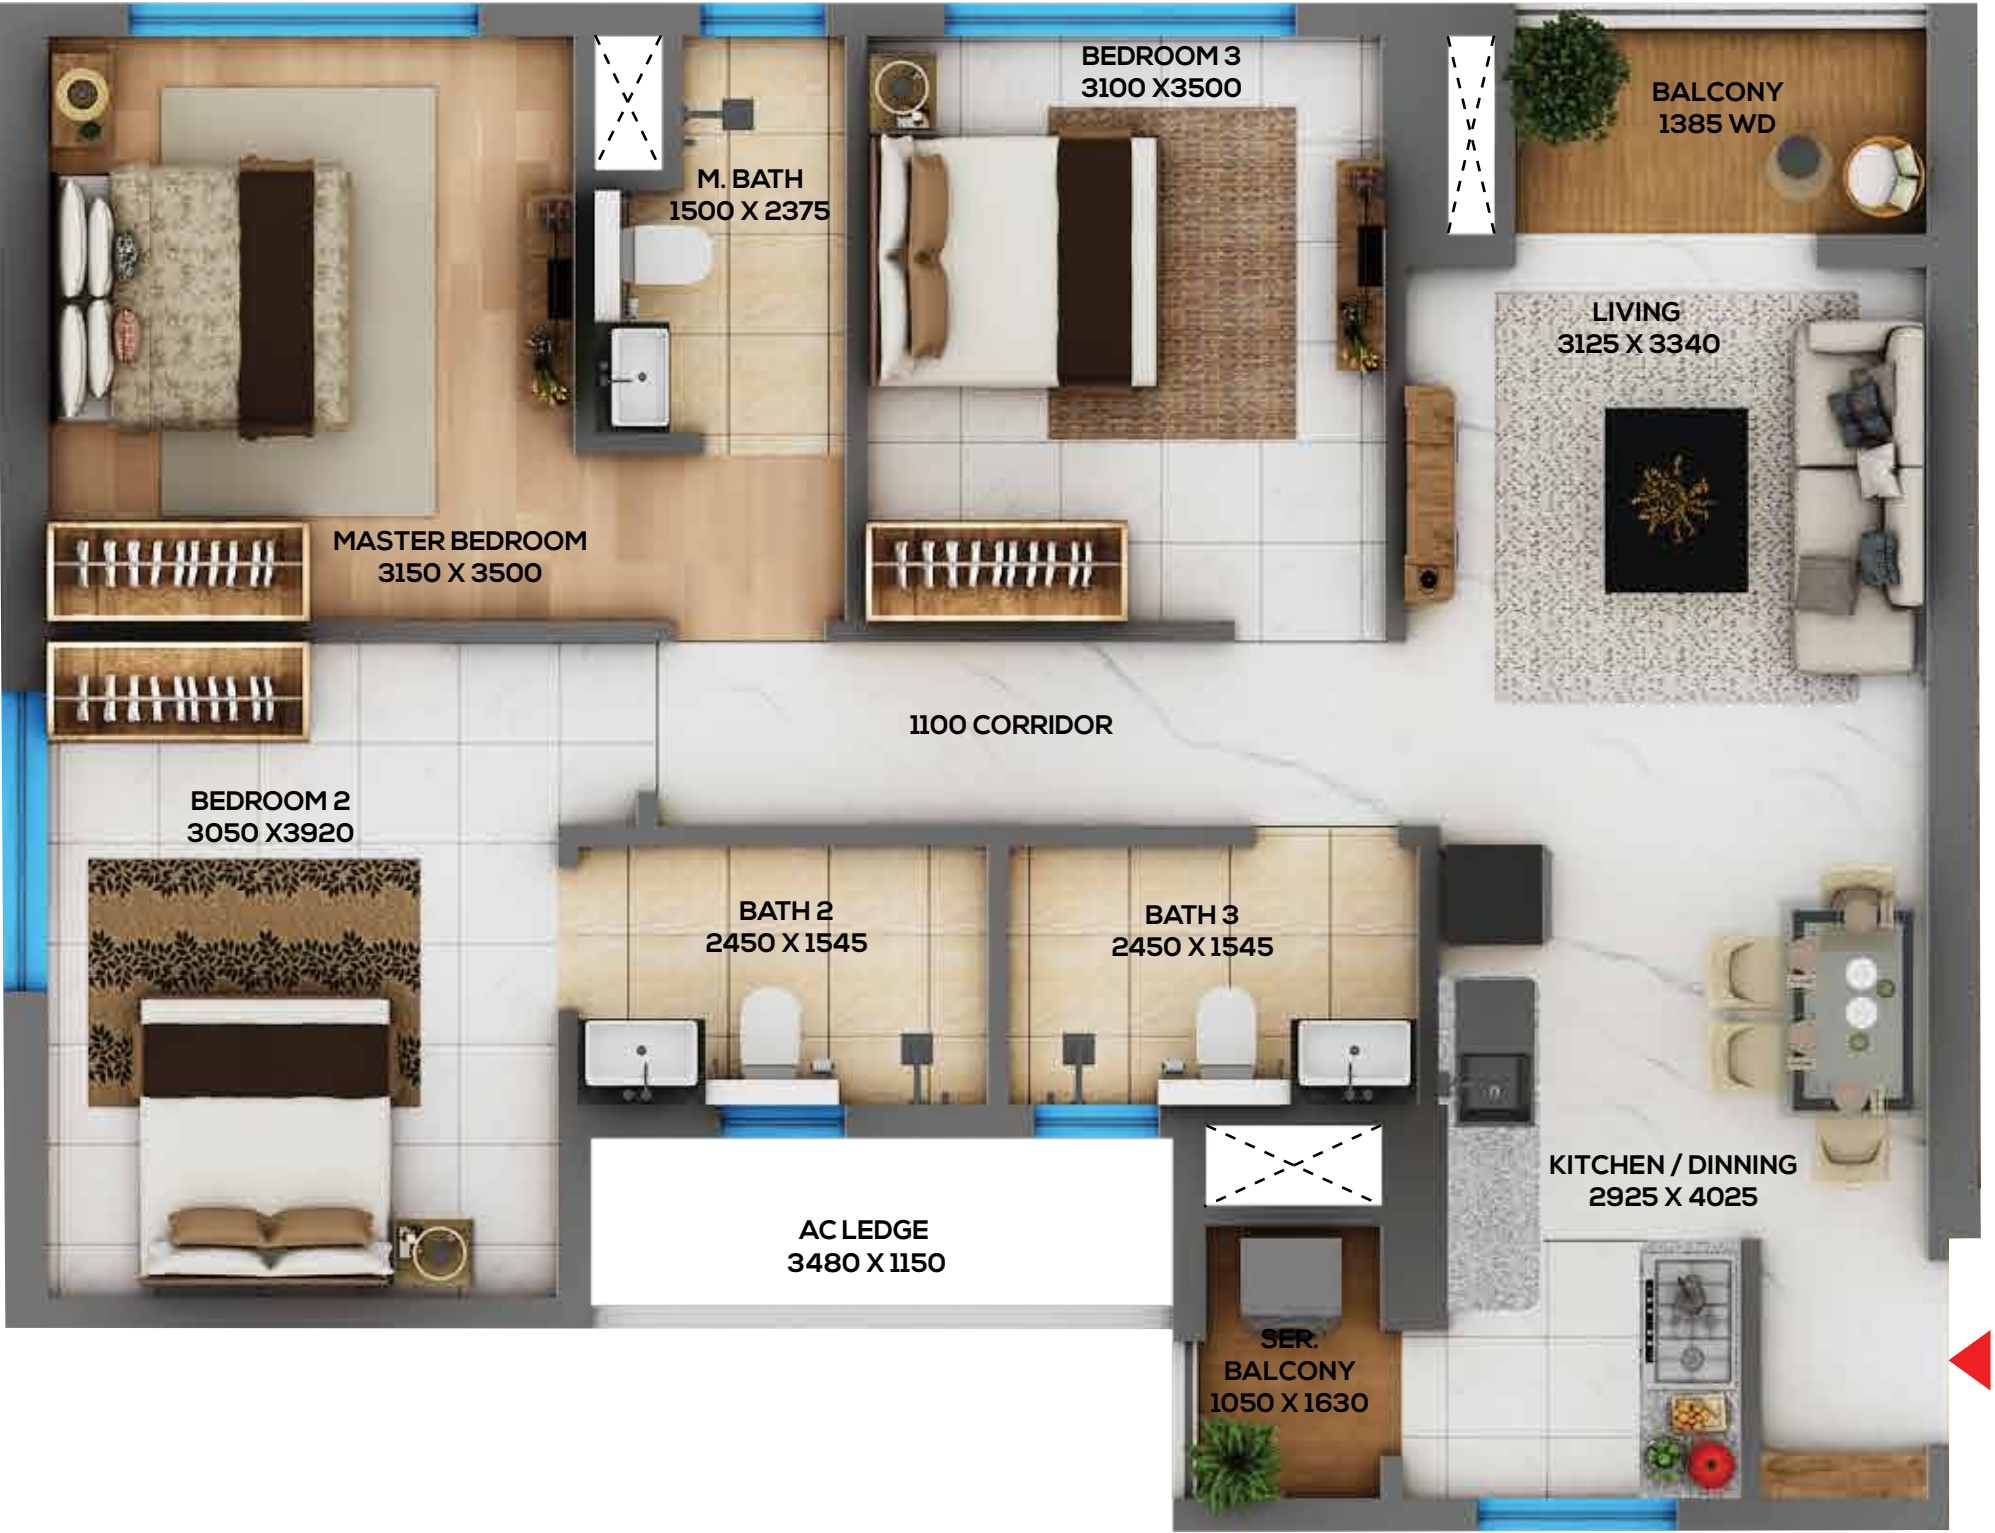 BEDROOM 3
3100 X3500
BALCONY
1385 WD
M. BATH
1500 X 2375
LIVING
3125 X 3340
MASTER BEDROOM
3150 X 3500
1100 CORRIDOR
BEDROOM 2
3050 X3920
BATH 2
2450 X 1545
BATH 3
2450 X 1545
KITCHEN / DINNING
2925 X 4025
AC LEDGE
3480 X 1150
SER.
BALCONY
1050 X 1630